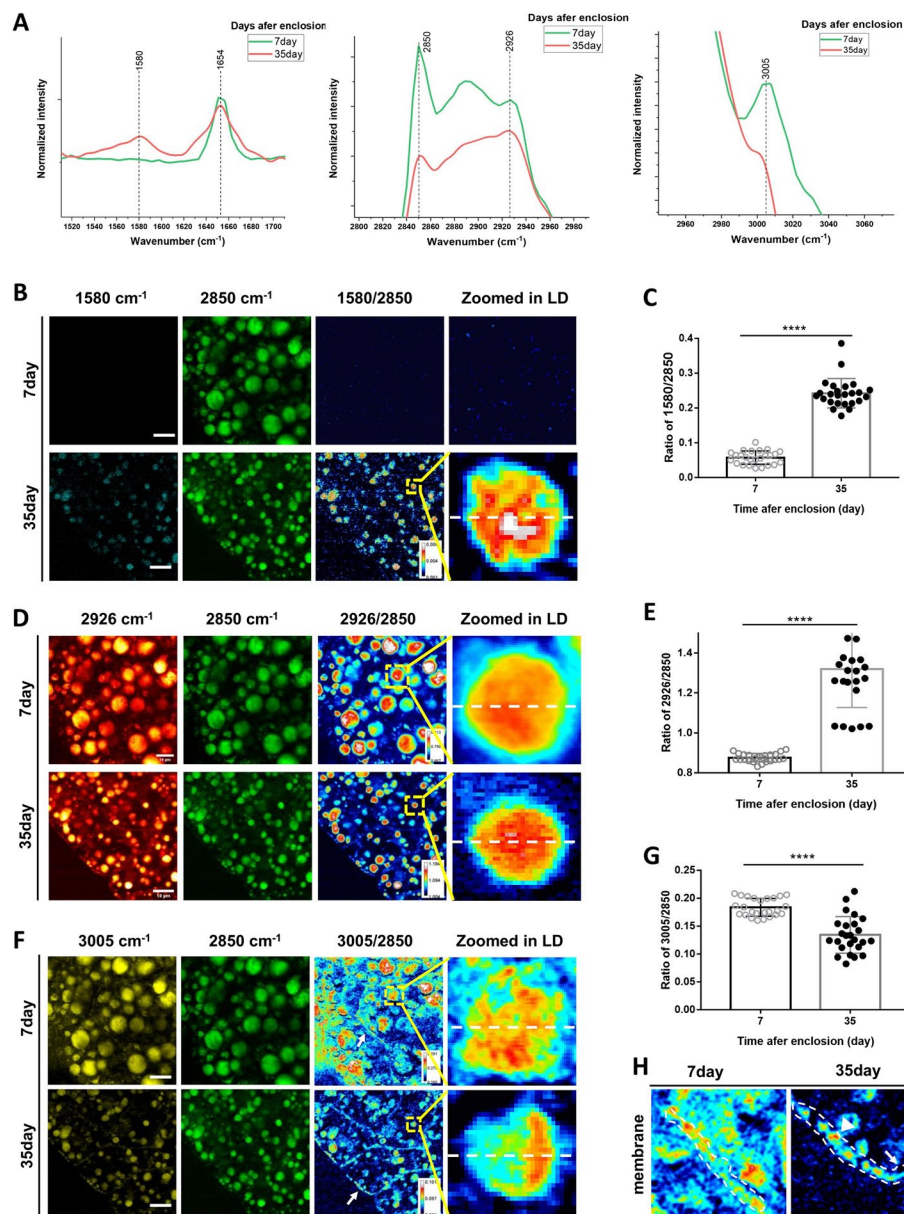 A
Days afer enclosion
7day
35day
1580
1654
Normalized intensity
1520 1540 1560 1580 1600 1620 1640 1660 1680 1700
Wavenumber (cm-1)
Days afer enclosion
7day
35day
2850
2926
Normalized intensity
2800 2820 2840 2860 2880 2900 2920 2940 2960 2980
Wavenumber (cm-1)
Days afer enclosion
7day
35day
3005
Normalized intensity
2960 2980 3000 3020 3040 3060
Wavenumber (cm-1)
B
1580 cm-1 2850 cm-1 1580/2850 Zoomed in LD
7day
35day
C
****
Ratio of 1580/2850
0.4
0.3
0.2
0.1
0.0
7 35
Time afer enclosion (day)
D
2926 cm-1 2850 cm-1 2926/2850 Zoomed in LD
7day
35day
E
****
Ratio of 2926/2850
1.4
1.2
1.0
0.8
7 35
Time afer enclosion (day)
F
3005 cm-1 2850 cm-1 3005/2850 Zoomed in LD
7day
35day
G
****
Ratio of 3005/2850
0.25
0.20
0.15
0.10
0.05
0.00
7 35
Time afer enclosion (day)
H
7day 35day
membrane